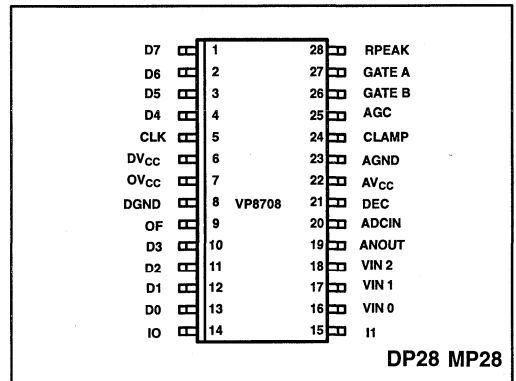 D7 1 28 RPEAK
D6 2 27 GATE A
D5 3 26 GATE B
D4 4 25 AGC
CLK 5 24 CLAMP
DVCC 6 23 AGND
OVCC 7 22 AVCC
DGND 8 VP8708 21 DEC
OF 9 20 ADCIN
D3 10 19 ANOUT
D2 11 18 VIN 2
D1 12 17 VIN 1
D0 13 16 VIN 0
IO 14 15 I1
DP28 MP28